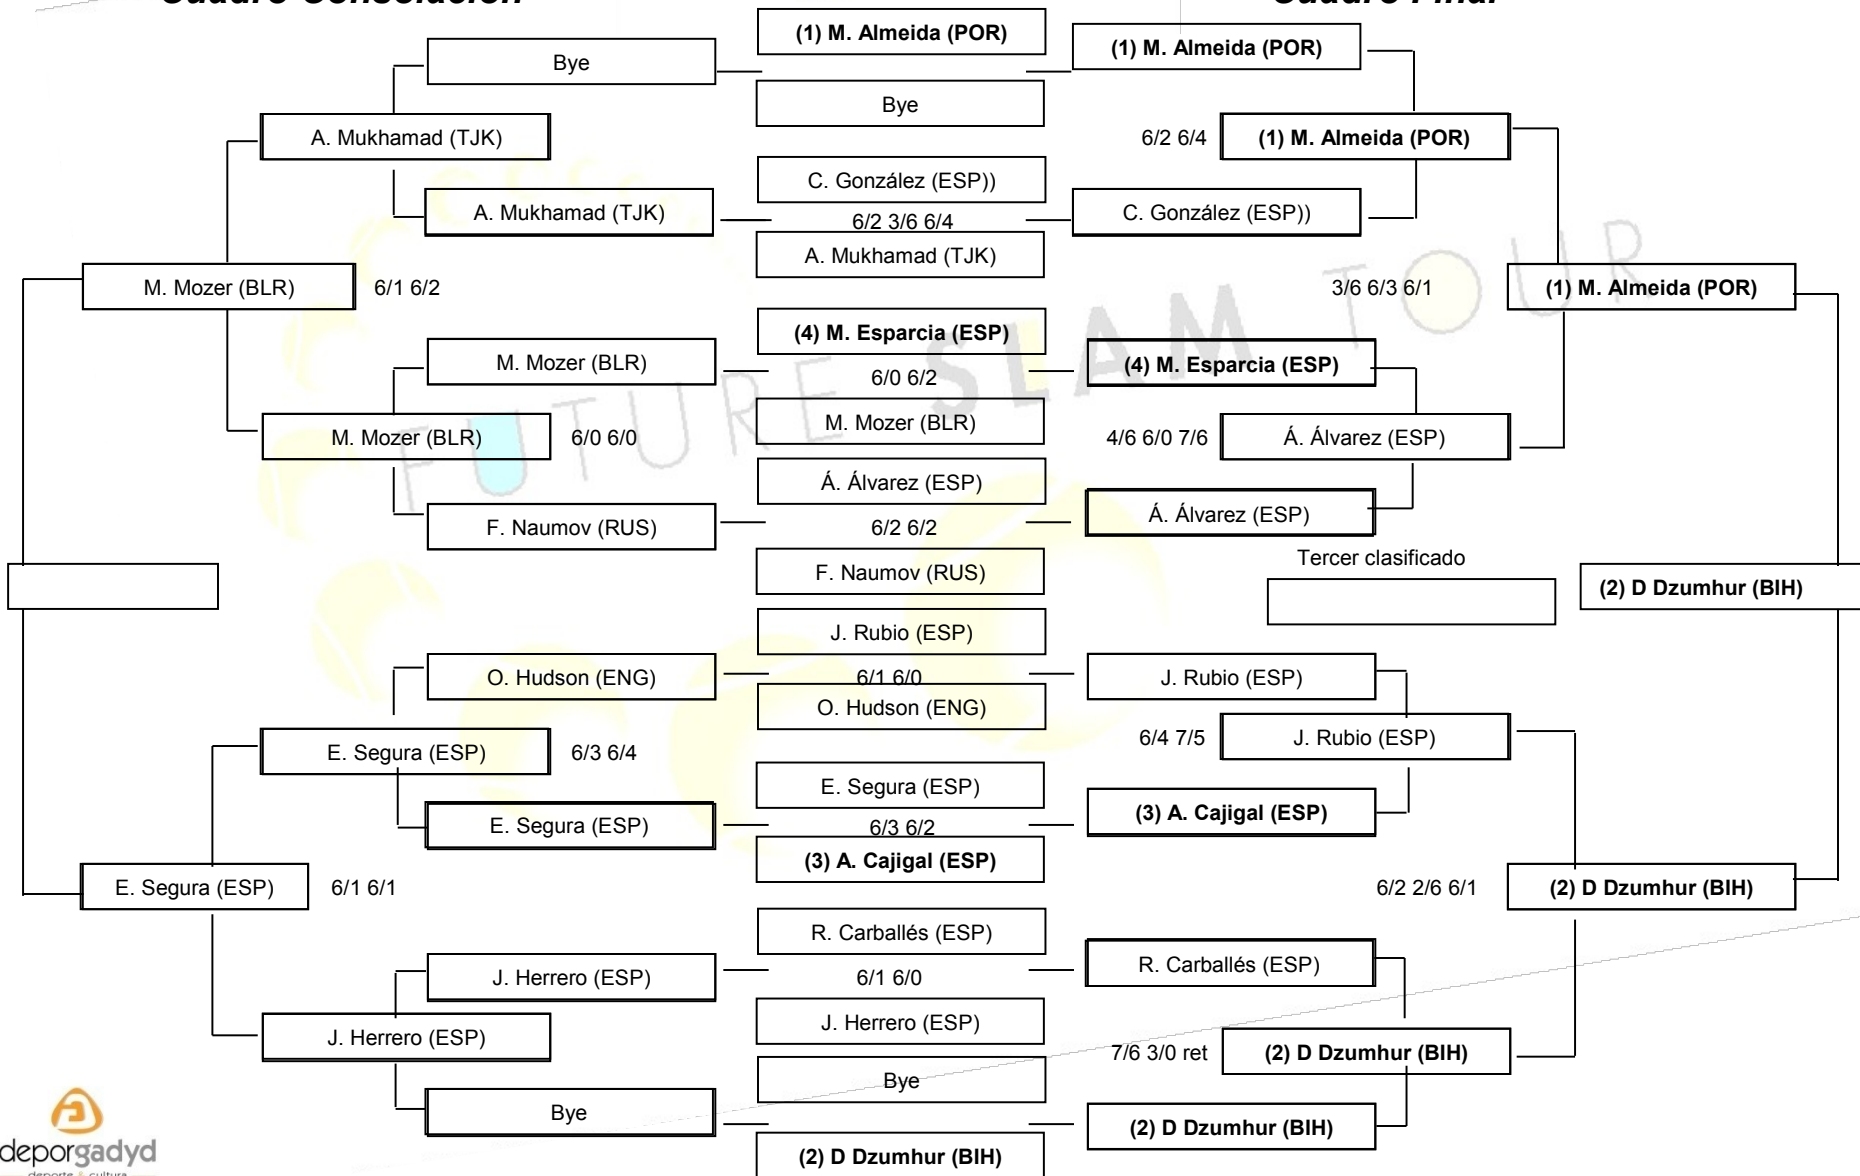 Cuadro Consolación
Cuadro Final
(1) M. Almeida (POR)
(1) M. Almeida (POR)
Bye
Bye
A. Mukhamad (TJK)
6/2 6/4
(1) M. Almeida (POR)
C. González (ESP))
A. Mukhamad (TJK)
6/2 3/6 6/4
C. González (ESP))
A. Mukhamad (TJK)
M. Mozer (BLR)
6/1 6/2
3/6 6/3 6/1
(1) M. Almeida (POR)
(4) M. Esparcia (ESP)
M. Mozer (BLR)
6/0 6/2
(4) M. Esparcia (ESP)
M. Mozer (BLR)
M. Mozer (BLR)
6/0 6/0
4/6 6/0 7/6
Á. Álvarez (ESP)
FUTURE SLAM TOUR
Á. Álvarez (ESP)
F. Naumov (RUS)
6/2 6/2
Á. Álvarez (ESP)
Tercer clasificado
F. Naumov (RUS)
(2) D Dzumhur (BIH)
J. Rubio (ESP)
O. Hudson (ENG)
6/1 6/0
J. Rubio (ESP)
O. Hudson (ENG)
E. Segura (ESP)
6/3 6/4
6/4 7/5
J. Rubio (ESP)
E. Segura (ESP)
E. Segura (ESP)
6/3 6/2
(3) A. Cajigal (ESP)
(3) A. Cajigal (ESP)
E. Segura (ESP)
6/1 6/1
6/2 2/6 6/1
(2) D Dzumhur (BIH)
R. Carballés (ESP)
J. Herrero (ESP)
6/1 6/0
R. Carballés (ESP)
J. Herrero (ESP)
J. Herrero (ESP)
7/6 3/0 ret
(2) D Dzumhur (BIH)
Bye
Bye
(2) D Dzumhur (BIH)
(2) D Dzumhur (BIH)
deporgadyd
deporte & cultura